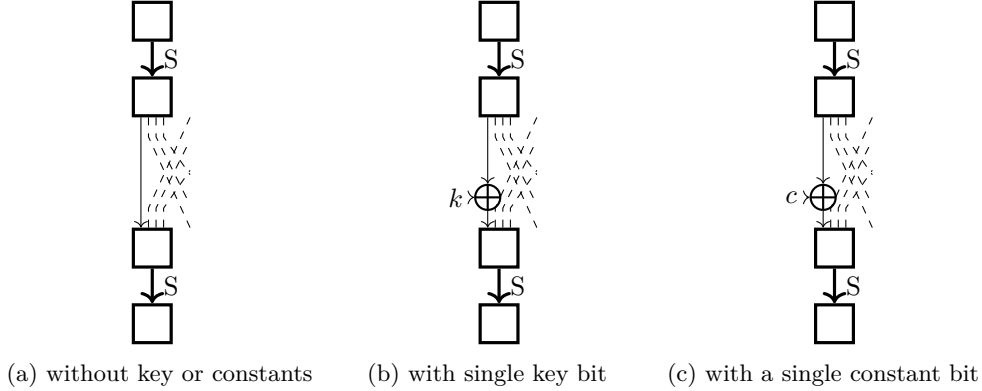 S S S
k c
S S S
(a) without key or constants (b) with single key bit (c) with a single constant bit